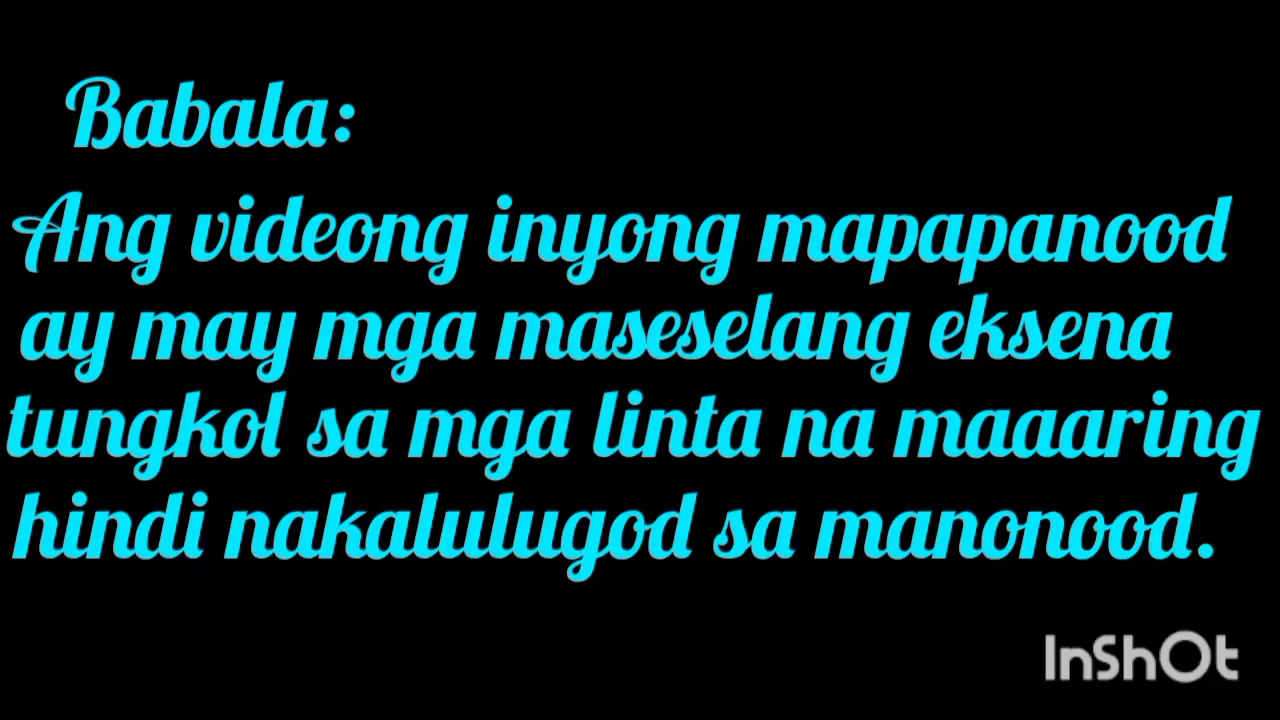 Babala:
Ang videong inyong mapapanood
ay may mga maseselang eksena
tungkol sa mga linta na maaaring
hindi nakalulugod sa manonood.
InShOt